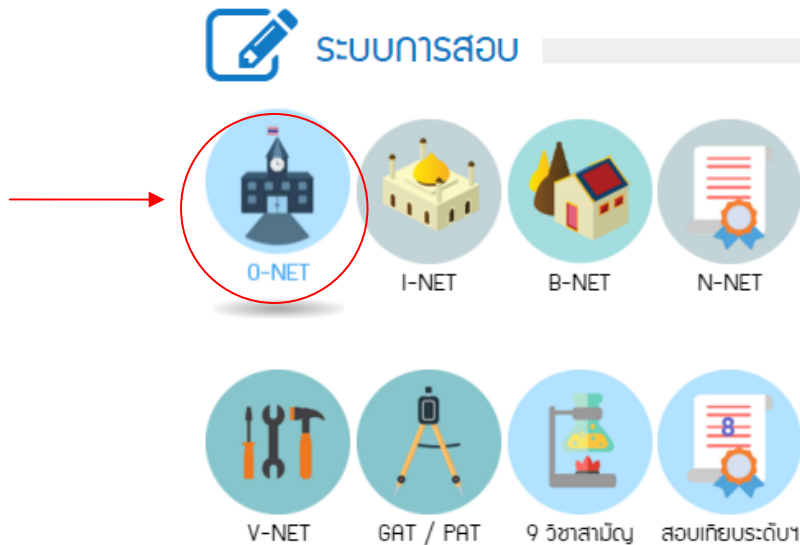 ระบบการสอบ
O-NET
I-NET
B-NET
N-NET
8
V-NET
GAT / PAT
9 วิชาสามัญ
สอบเทียบระดับฯ